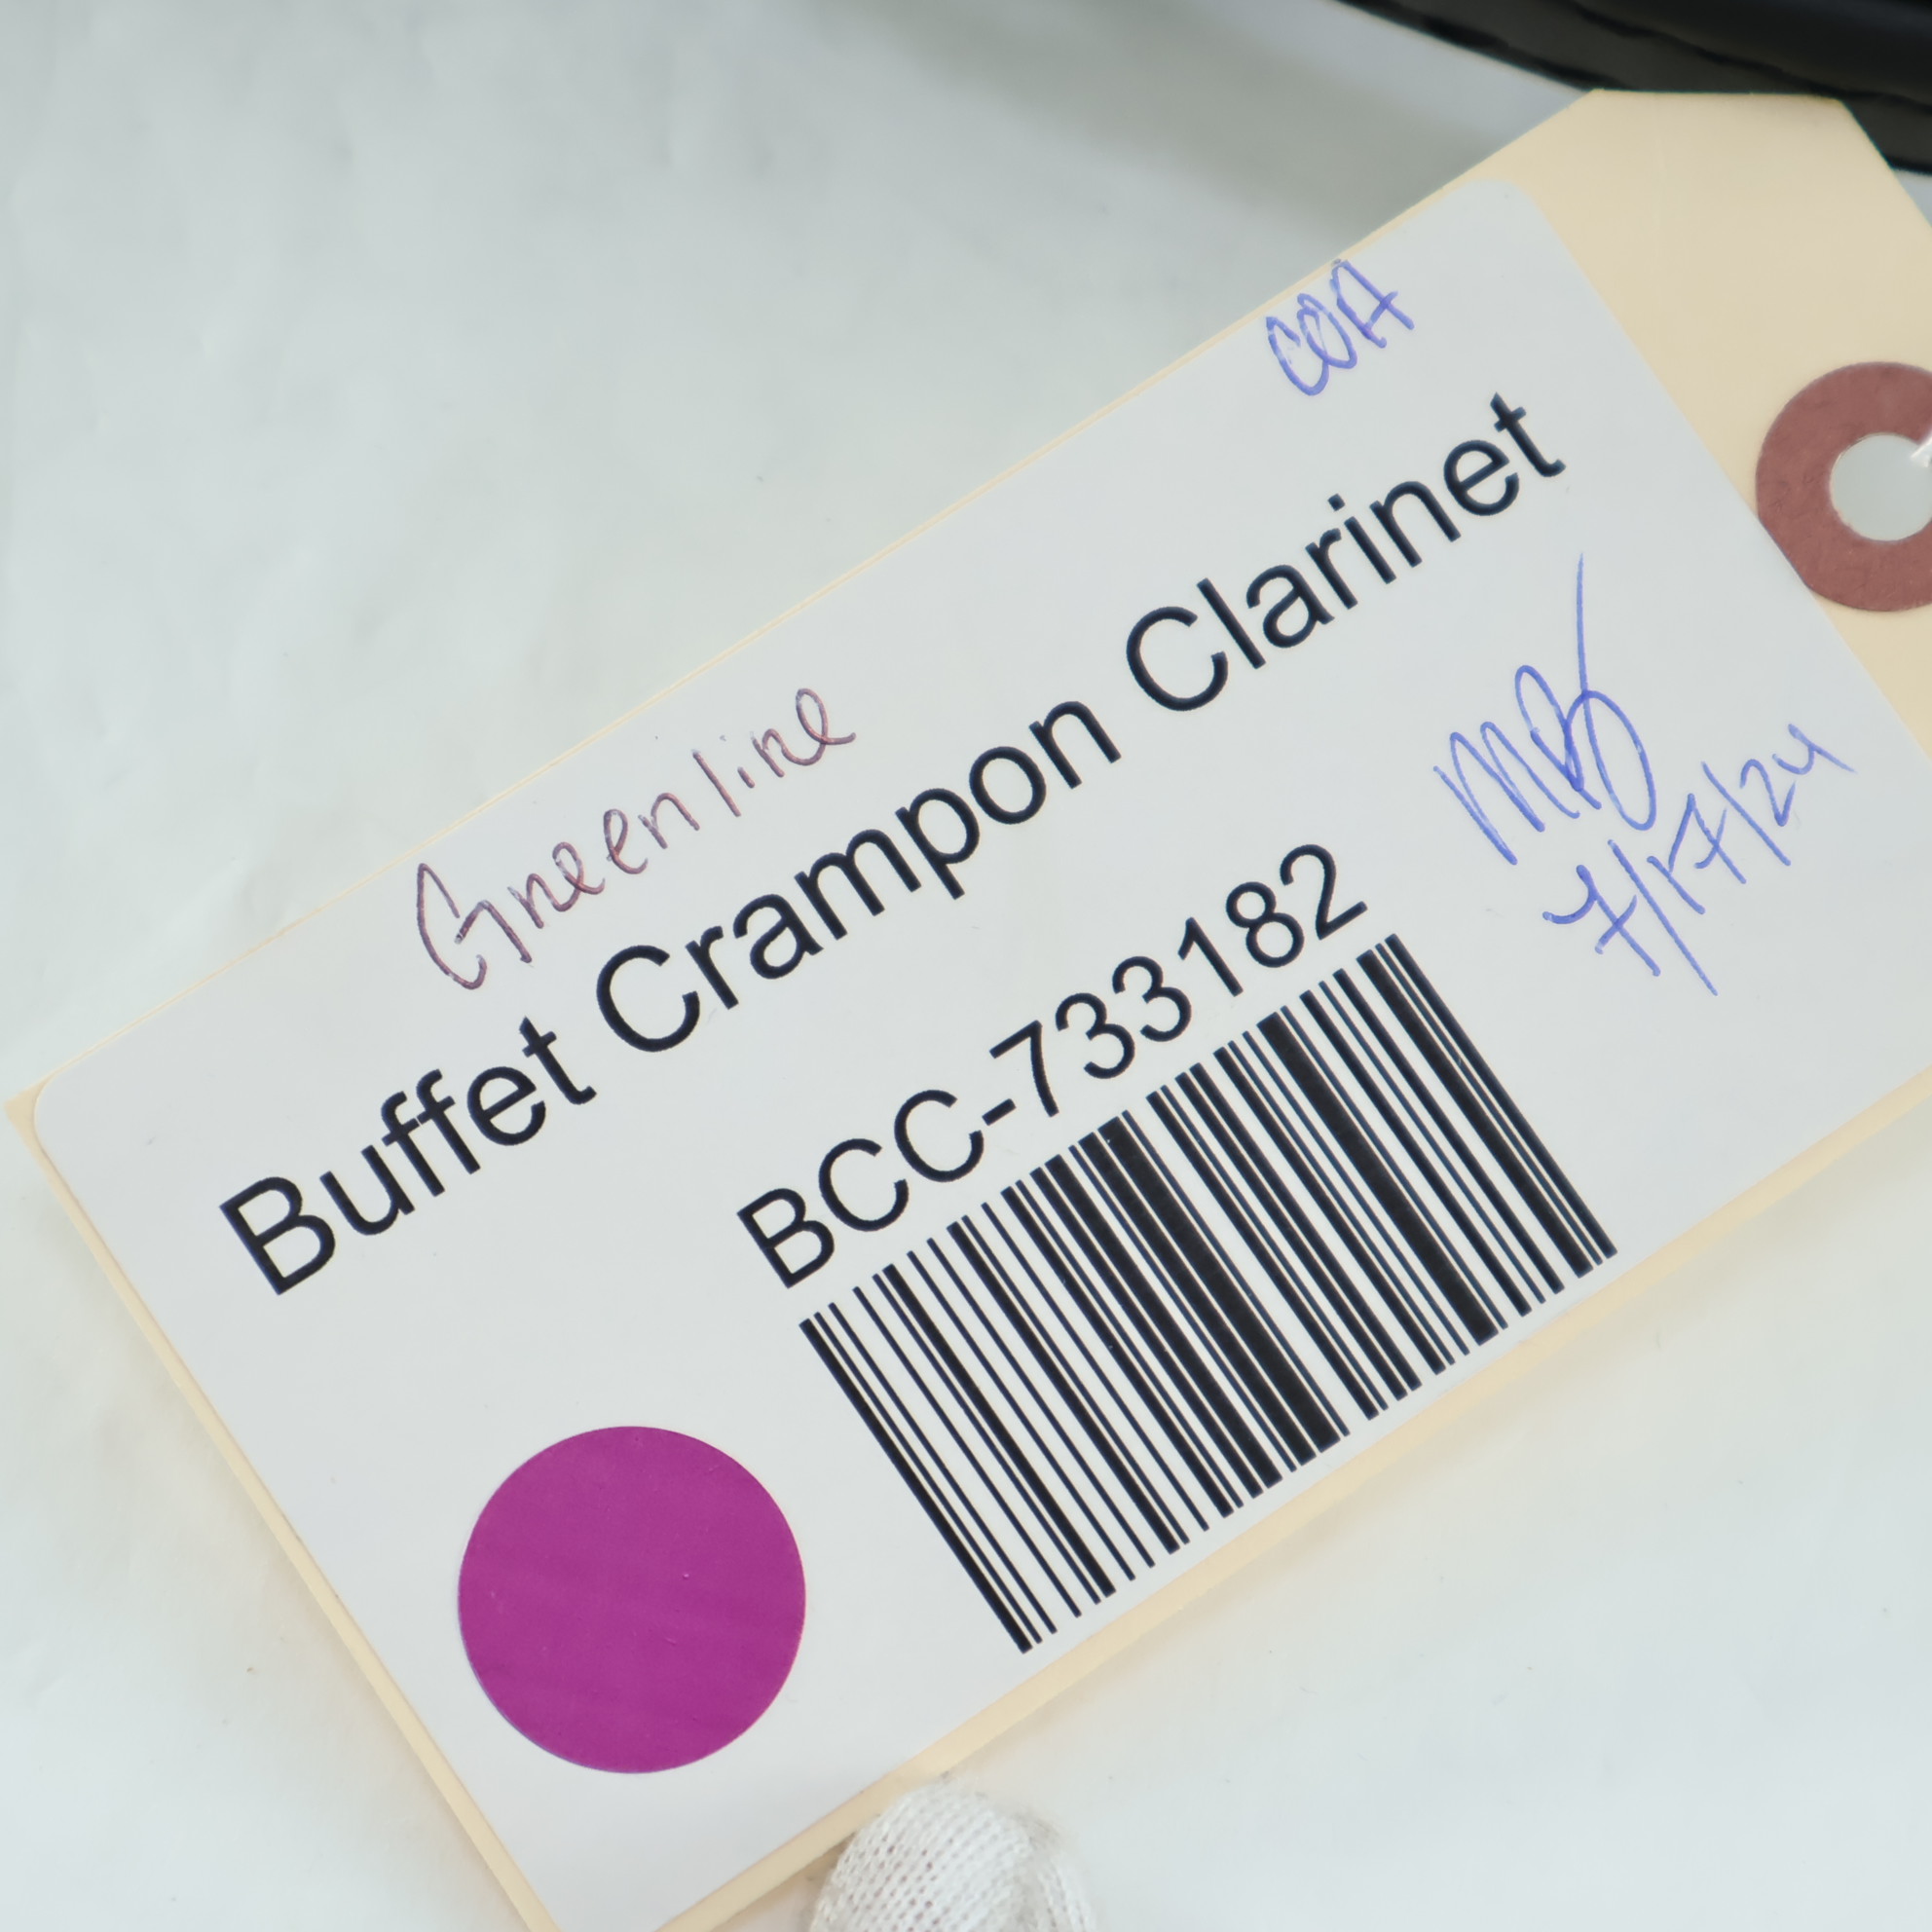 COA
Greenline
Buffet Crampon Clarinet
BCC-733182
MB
7/17/24